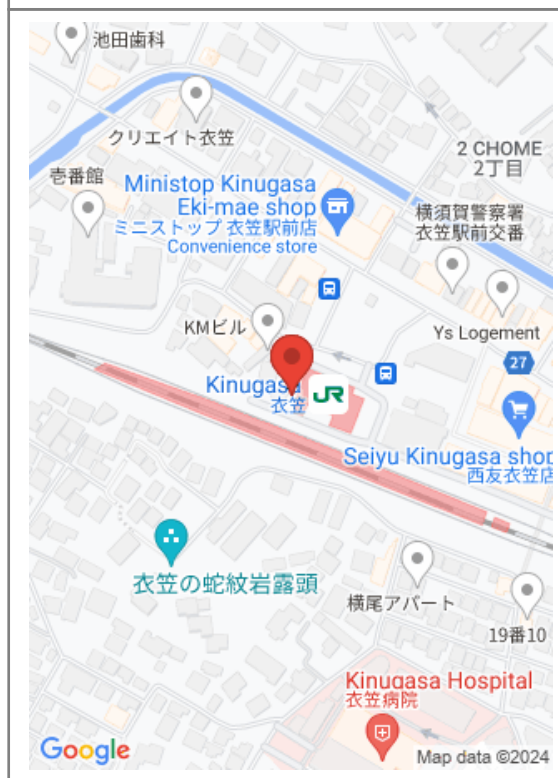 池田歯科
クリエイト衣笠
2 CHOME
2丁目
壱番館
Ministop Kinugasa
Eki-mae shop
ミニストップ 衣笠駅前店
Convenience store
横須賀警察署
衣笠駅前交番
KMビル
Ys Logement
27
Kinugasa
衣笠
JR
Seiyu Kinugasa shop
西友衣笠店
衣笠の蛇紋岩露頭
横尾アパート
19番10
Kinugasa Hospital
衣笠病院
Google
Map data ©2024